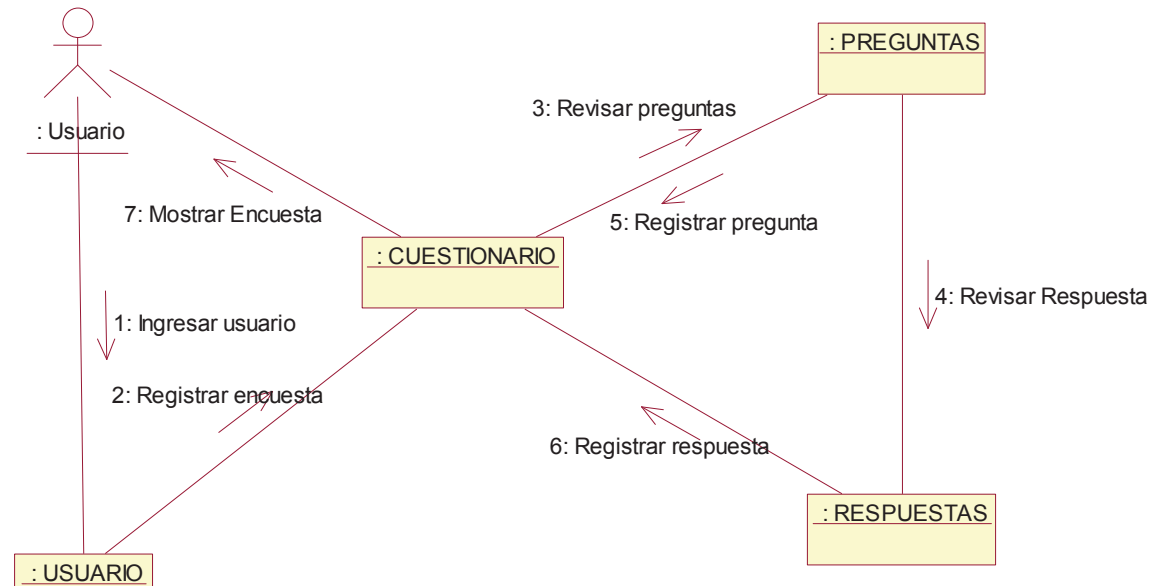 : PREGUNTAS
3: Revisar preguntas
: Usuario
7: Mostrar Encuesta
5: Registrar pregunta
: CUESTIONARIO
4: Revisar Respuesta
1: Ingresar usuario
2: Registrar encuesta
6: Registrar respuesta
: RESPUESTAS
: USUARIO